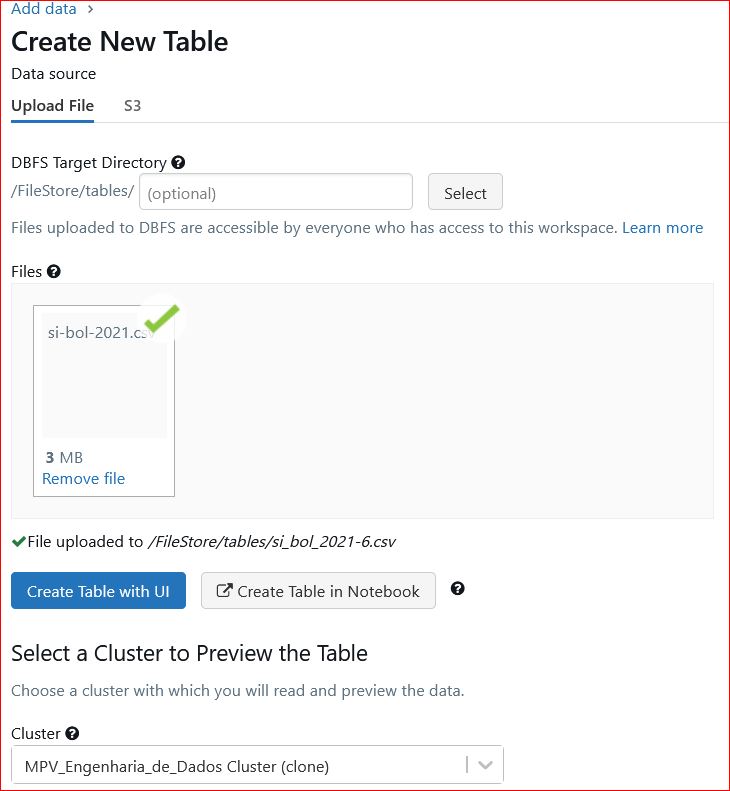 Add data >
Create New Table
Data source
Upload File S3
DBFS Target Directory
/FileStore/tables/ (optional) Select
Files uploaded to DBFS are accessible by everyone who has access to this workspace. Learn more
Files
si-bol-2021.csv
3 MB
Remove file
File uploaded to /FileStore/tables/si_bol_2021-6.csv
Create Table with UI Create Table in Notebook
Select a Cluster to Preview the Table
Choose a cluster with which you will read and preview the data.
Cluster
MPV_Engenharia_de_Dados Cluster (clone)